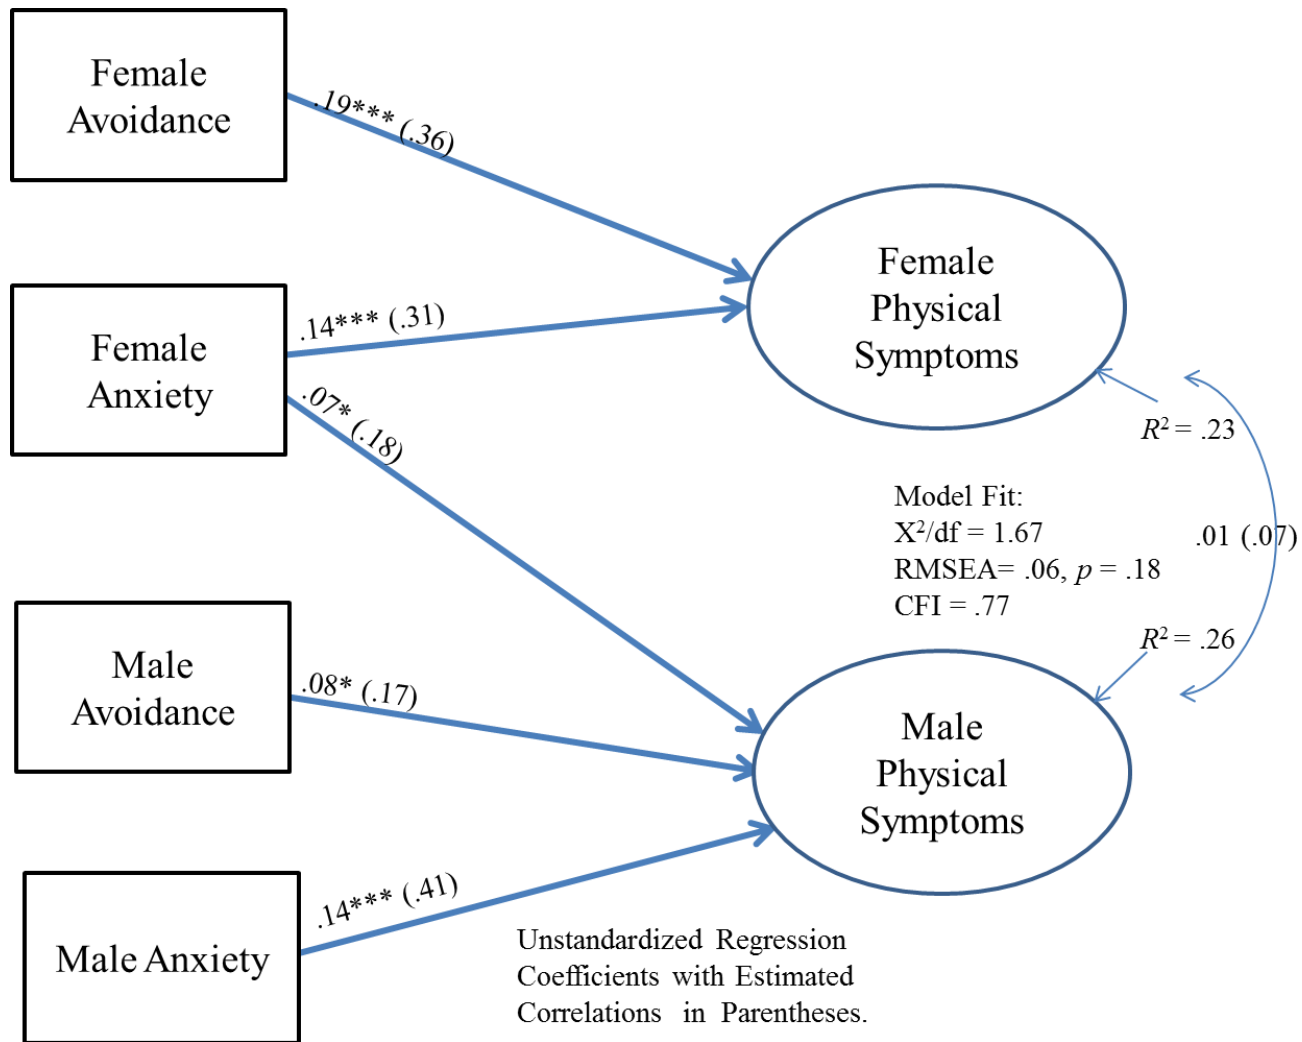 Female
Avoidance
.19*** (.36)
Female
Physical
Symptoms
Female
Anxiety
.14*** (.31)
.07* (.18)
R² = .23
Model Fit:
X²/df = 1.67
RMSEA= .06, p = .18
CFI = .77
.01 (.07)
R² = .26
Male
Avoidance
.08* (.17)
Male
Physical
Symptoms
Male Anxiety
.14*** (.41)
Unstandardized Regression
Coefficients with Estimated
Correlations in Parentheses.